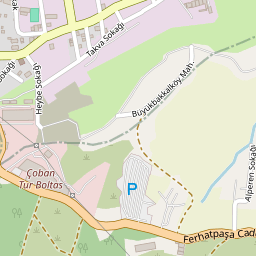 Takva Sokağı
Heybe Sokağı
Büyükbakkalköy Mah
Çoban
Tur Boltas
P
Alperen Sokağı
Ferhatpaşa Cad